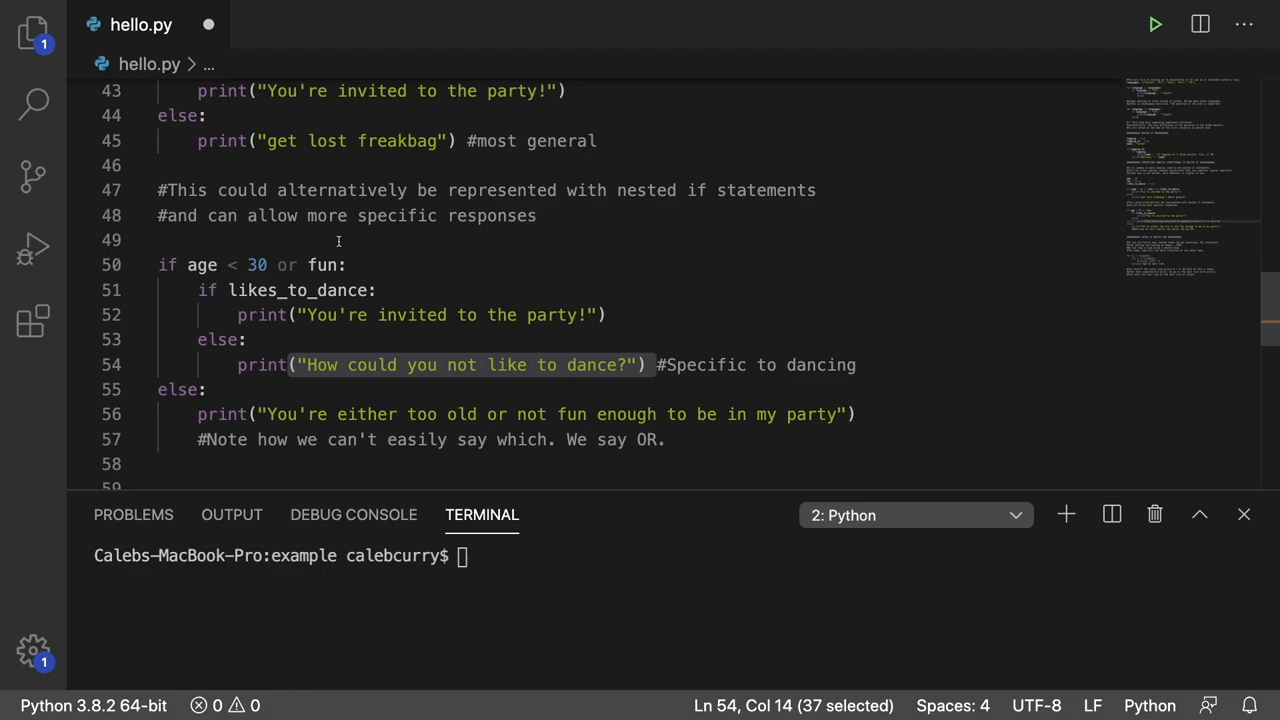 1
hello.py
hello.py > ...
43 print("You're invited to the party!")
44 else:
45 print("get lost freakbag") #most general
46
47 #This could alternatively be represented with nested if statements
48 #and can allow more specific responses
49
50 if age < 30 or fun:
51 if likes_to_dance:
52 print("You're invited to the party!")
53 else:
54 print("How could you not like to dance?") #Specific to dancing
55 else:
56 print("You're either too old or not fun enough to be in my party")
57 #Note how we can't easily say which. We say OR.
58
59
PROBLEMS OUTPUT DEBUG CONSOLE TERMINAL 2: Python
Calebs-MacBook-Pro:example calebcurry$
1
Python 3.8.2 64-bit 0 0 Ln 54, Col 14 (37 selected) Spaces: 4 UTF-8 LF Python